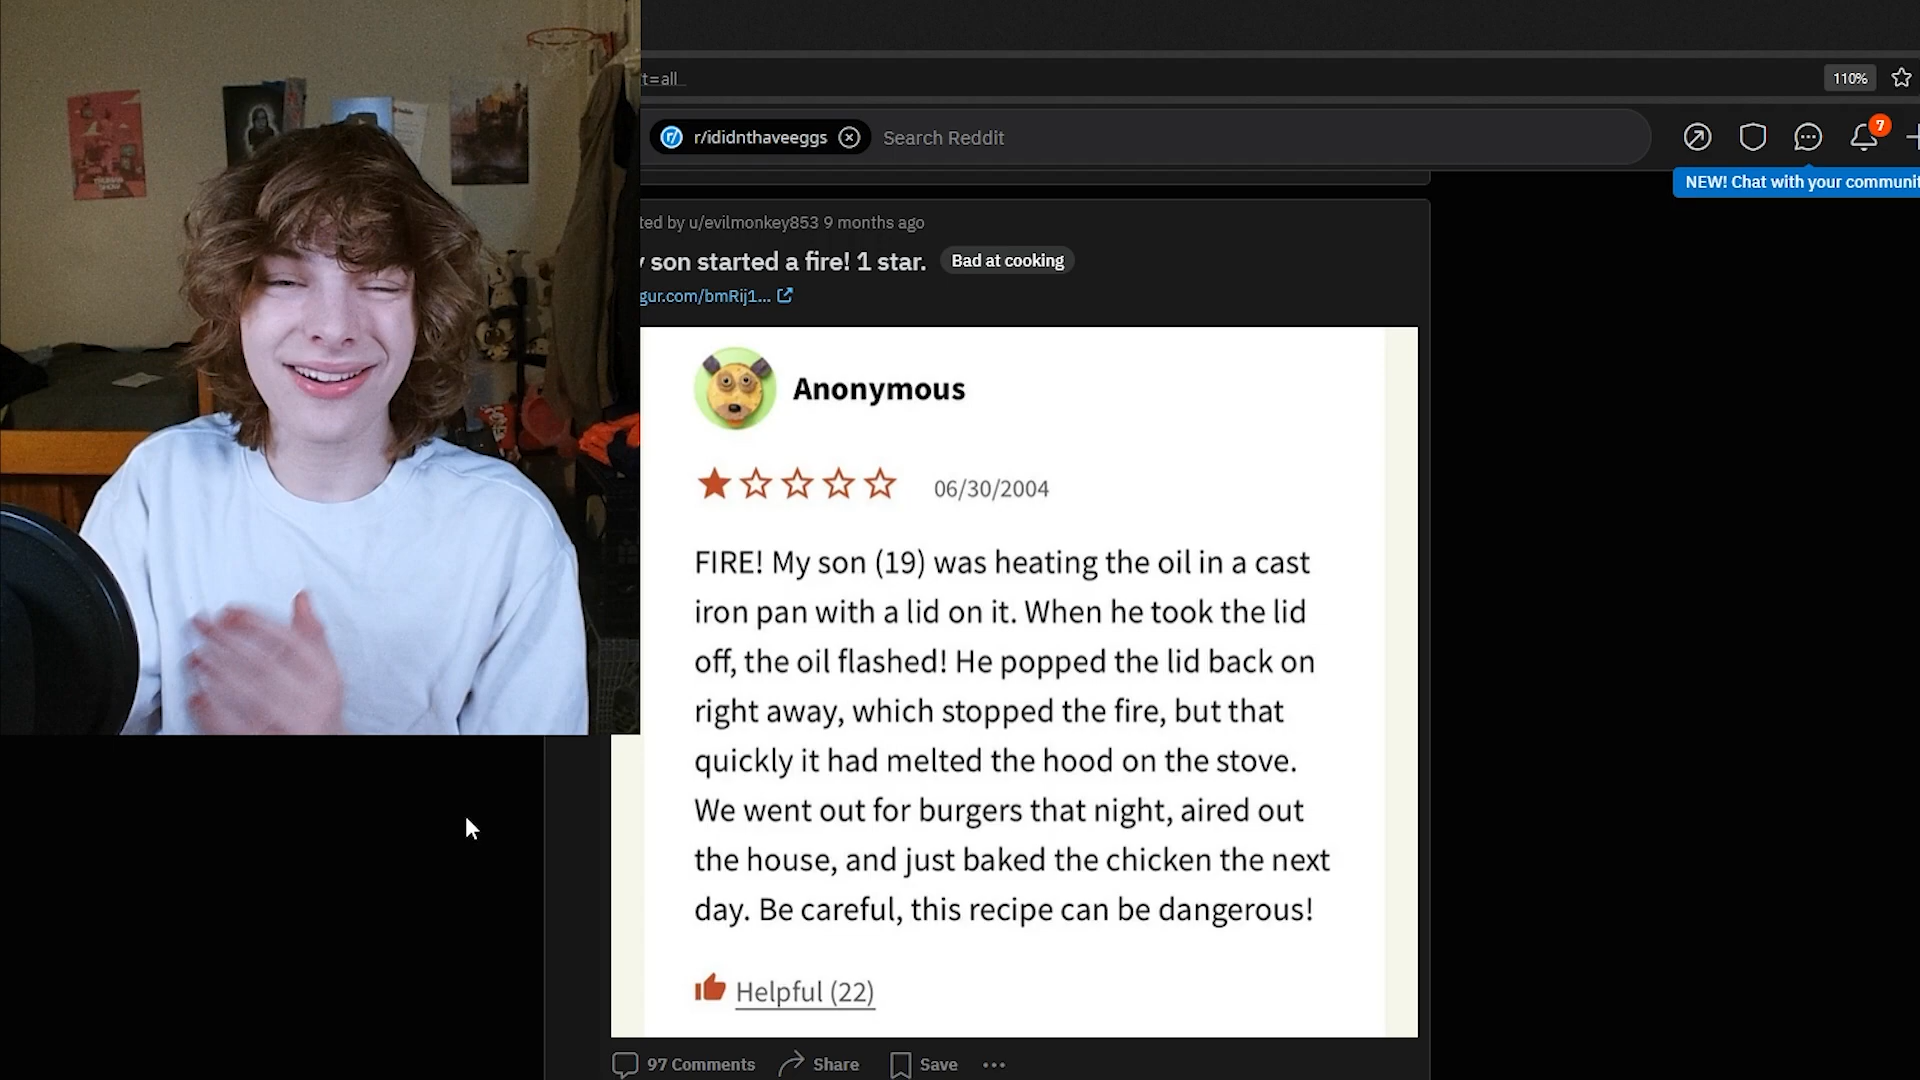 t=all
110%
r/ididnthaveeggs
Search Reddit
7
NEW! Chat with your communit
ted by u/evilmonkey853 9 months ago
son started a fire! 1 star.
Bad at cooking
gur.com/bmRij1...
Anonymous
06/30/2004
FIRE! My son (19) was heating the oil in a cast
iron pan with a lid on it. When he took the lid
off, the oil flashed! He popped the lid back on
right away, which stopped the fire, but that
quickly it had melted the hood on the stove.
We went out for burgers that night, aired out
the house, and just baked the chicken the next
day. Be careful, this recipe can be dangerous!
Helpful (22)
97 Comments
Share
Save